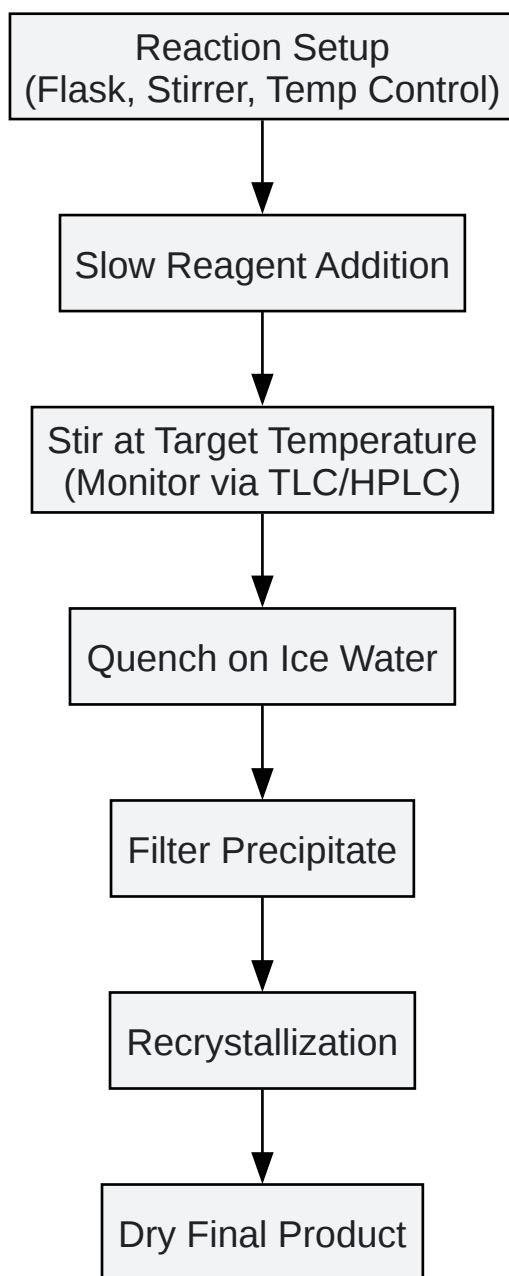 Reaction Setup
(Flask, Stirrer, Temp Control)
Slow Reagent Addition
Stir at Target Temperature
(Monitor via TLC/HPLC)
Quench on Ice Water
Filter Precipitate
Recrystallization
Dry Final Product